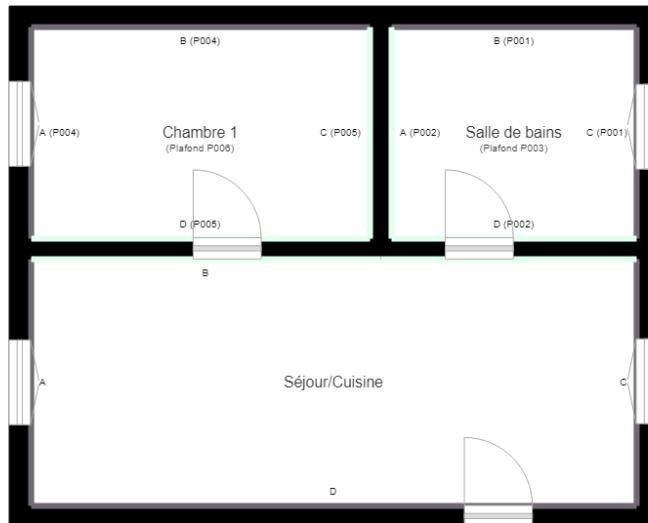 B (P004)
B (P001)
A (P004)
Chambre 1
(Plafond P006)
C (P005)
A (P002)
Salle de bains
(Plafond P003)
C (P001)
D (P005)
D (P002)
B
A
Séjour/Cuisine
C
D